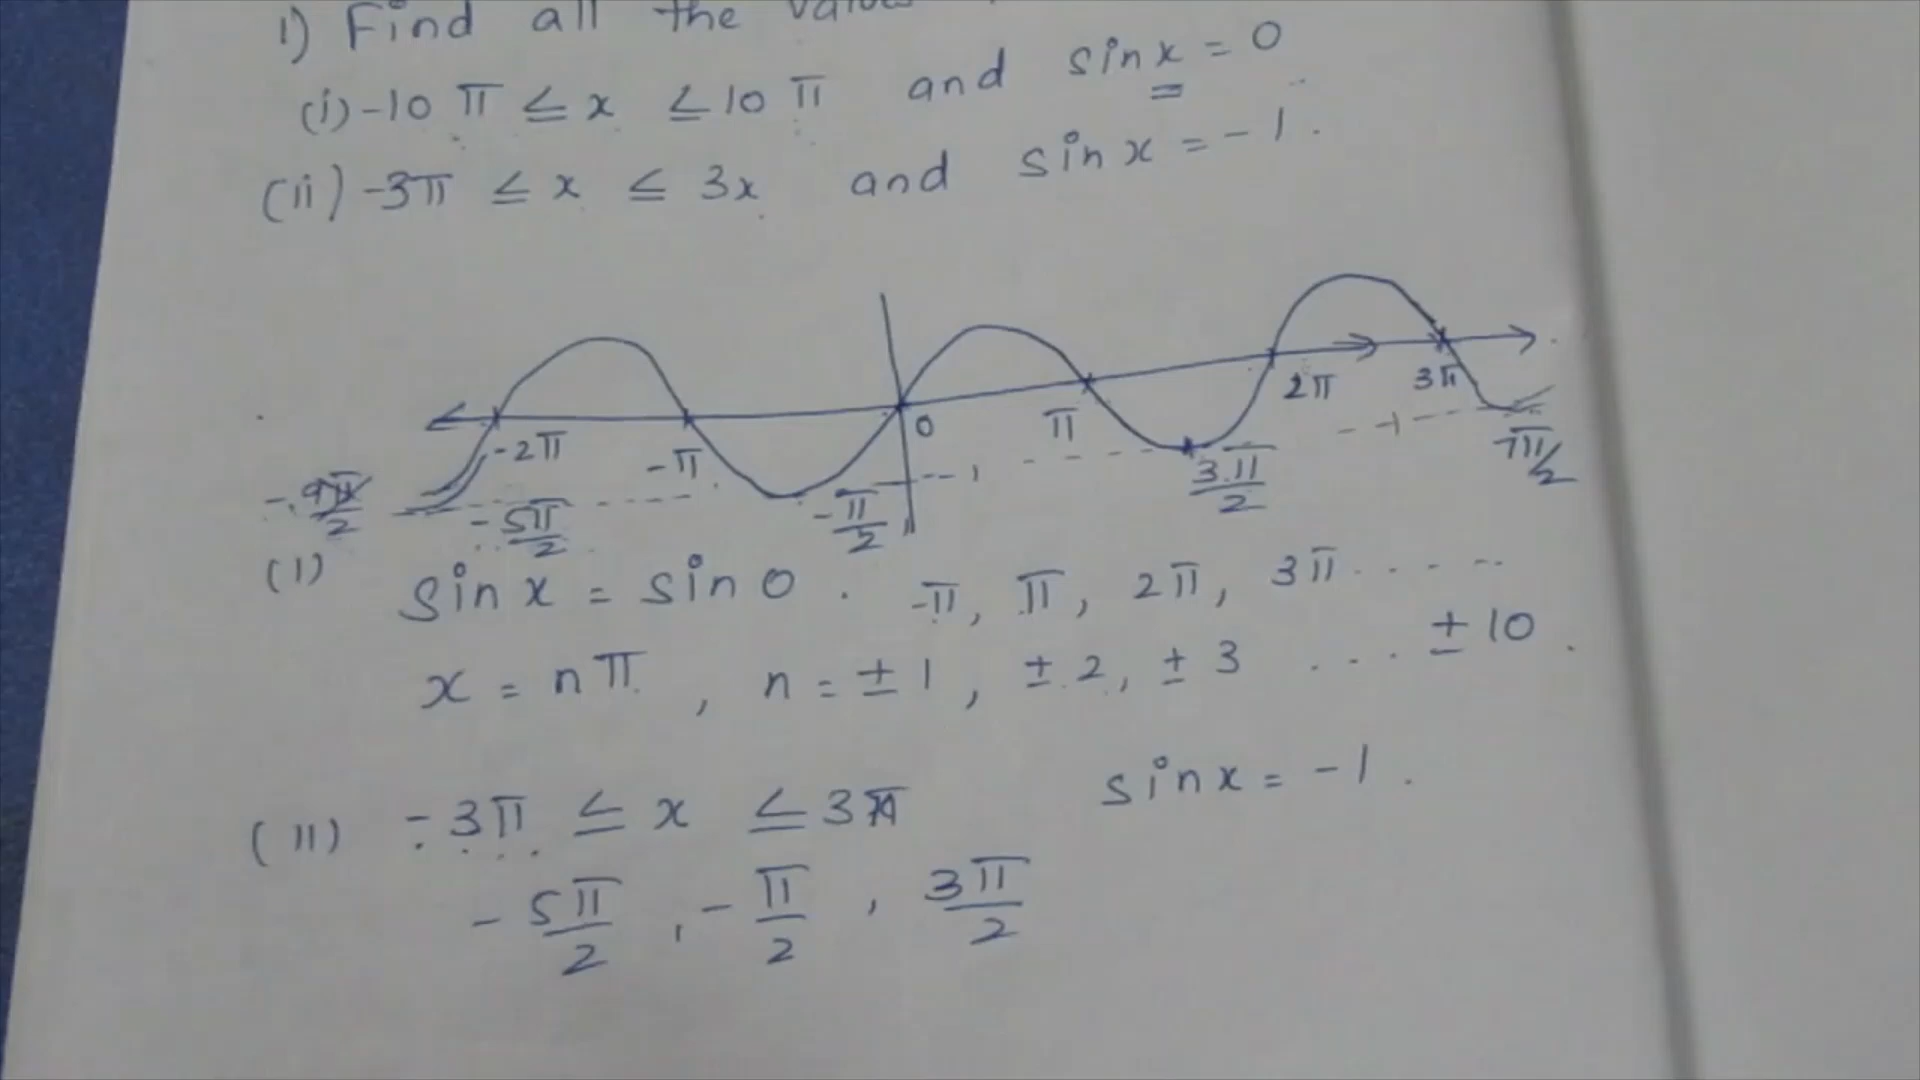 1) Find all the values
(i) -10 π ≤ x ≤ 10 π and sin x = 0
(ii) -3π ≤ x ≤ 3x and sin x = -1.
-2π -π 0 π 2π 3π
-5π/2 -π/2 -1 3π/2 -1 7π/2
(i) sin x = sin 0 . -π, π, 2π, 3π ......
x = nπ , n = ± 1, ± 2, ± 3 .... ± 10.
(ii) -3π ≤ x ≤ 3π sin x = -1.
-5π/2 , -π/2 , 3π/2